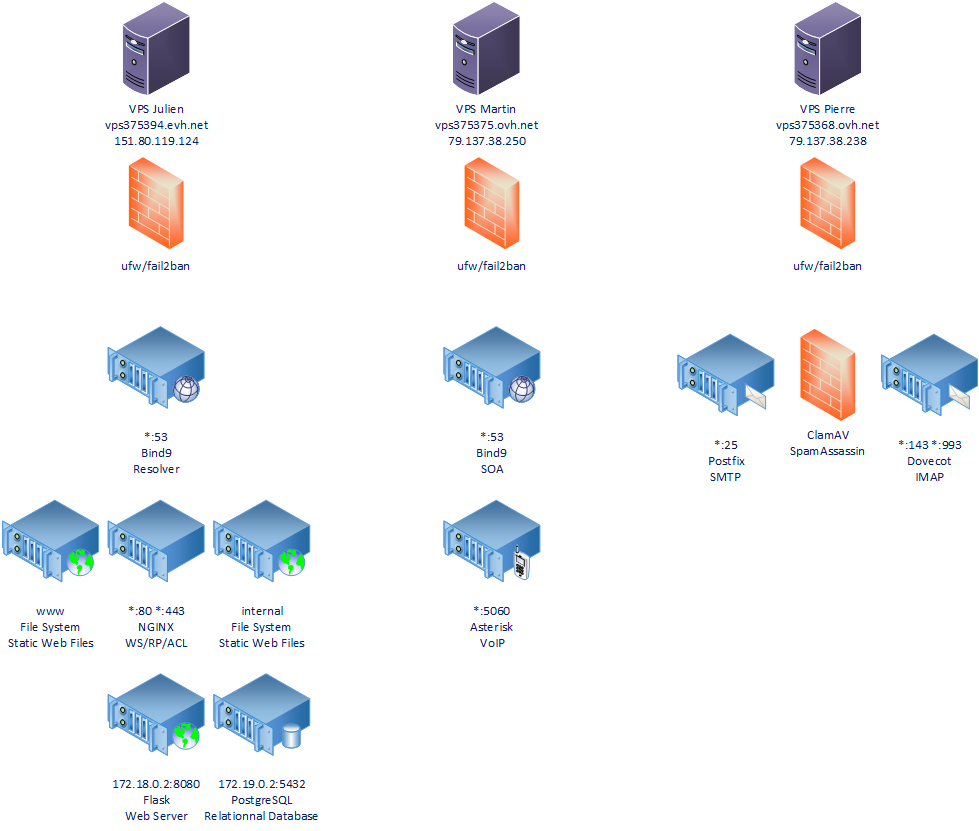 VPS Julien
vps375394.evh.net
151.80.119.124
VPS Martin
vps375375.ovh.net
79.137.38.250
VPS Pierre
vps375368.ovh.net
79.137.38.238
ufw/fail2ban
ufw/fail2ban
ufw/fail2ban
*:53
Bind9
Resolver
*:53
Bind9
SOA
*:25
Postfix
SMTP
ClamAV
SpamAssassin
*:143 *:993
Dovecot
IMAP
www
File System
Static Web Files
*:80 *:443
NGINX
WS/RP/ACL
internal
File System
Static Web Files
*:5060
Asterisk
VoIP
172.18.0.2:8080
Flask
Web Server
172.19.0.2:5432
PostgreSQL
Relationnal Database